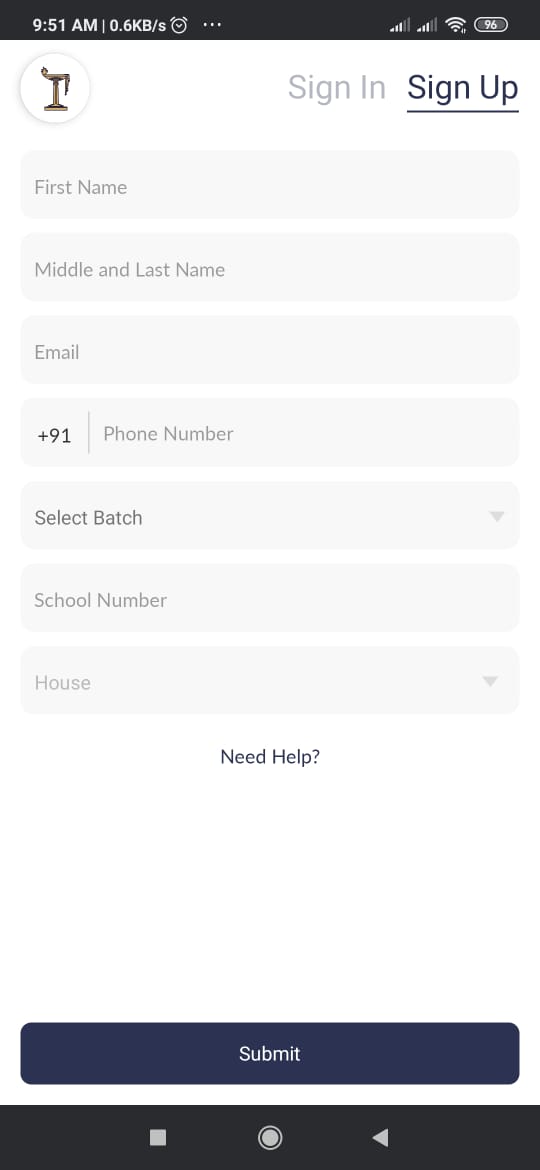 9:51 AM | 0.6KB/s ... 96
Sign In Sign Up
First Name
Middle and Last Name
Email
+91 Phone Number
Select Batch
School Number
House
Need Help?
Submit